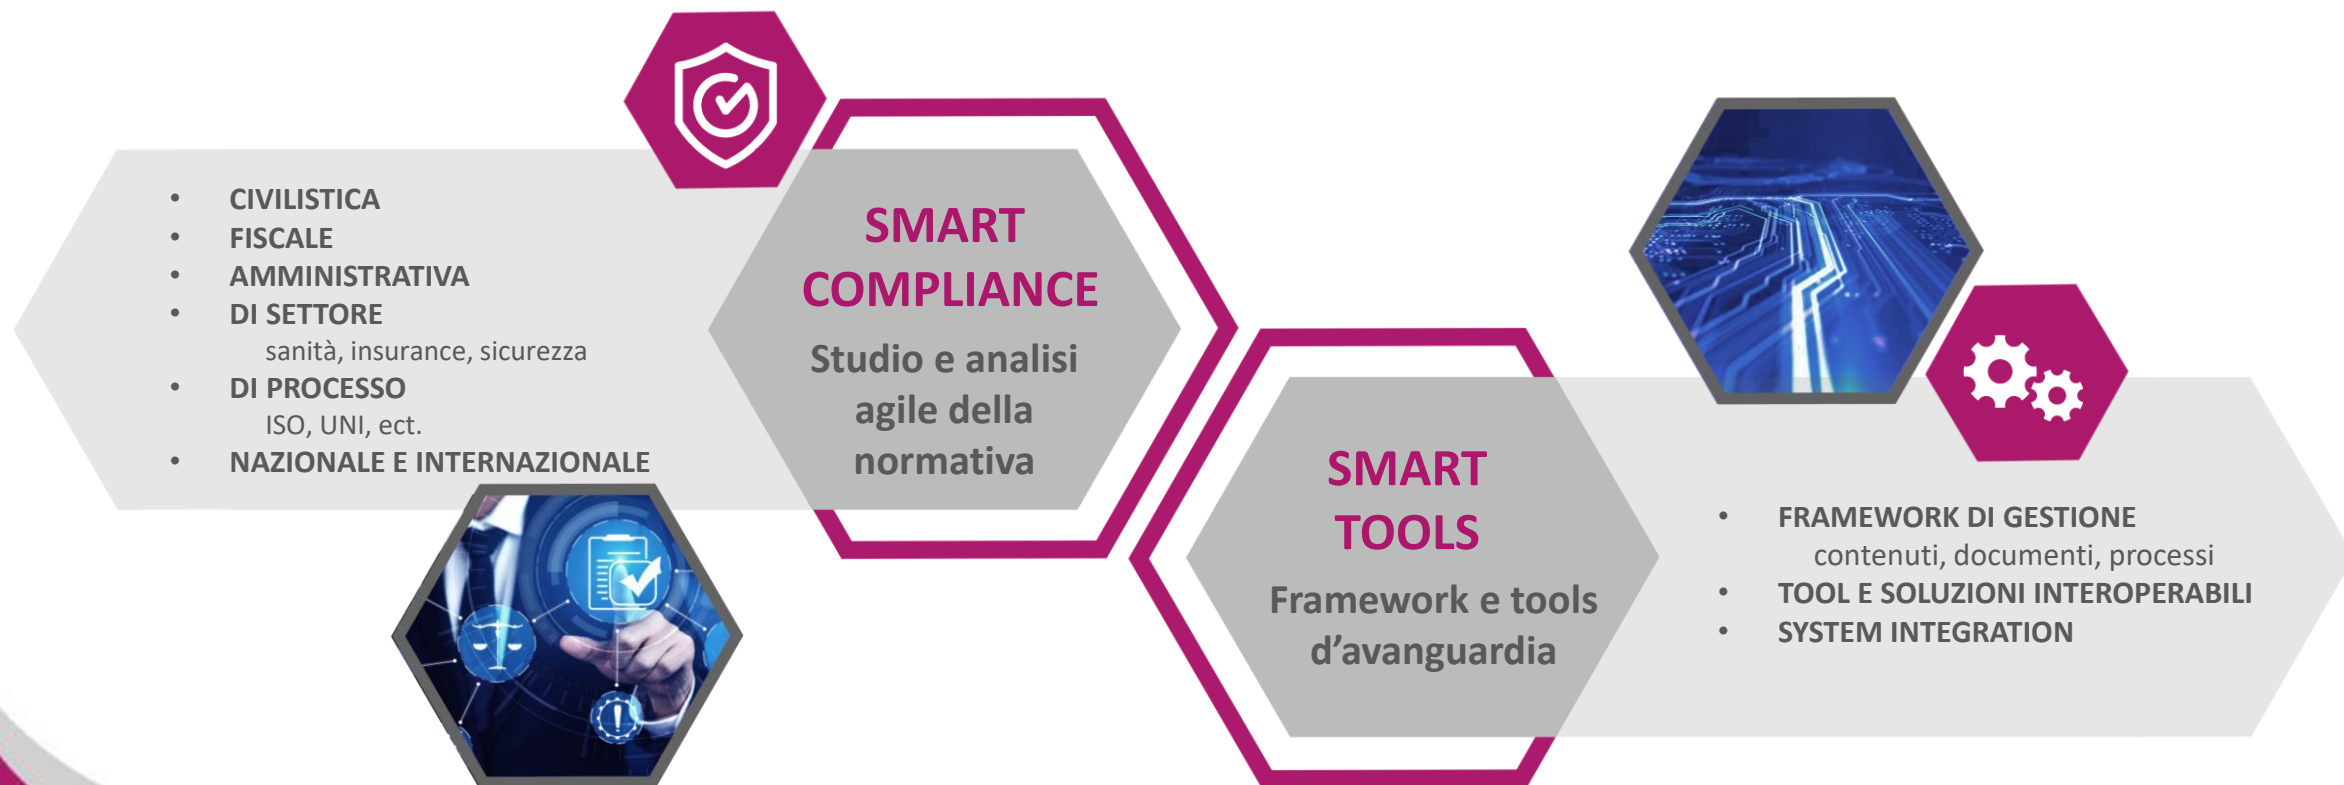 • CIVILISTICA
• FISCALE
• AMMINISTRATIVA
• DI SETTORE
sanità, insurance, sicurezza
• DI PROCESSO
ISO, UNI, ect.
• NAZIONALE E INTERNAZIONALE
SMART
COMPLIANCE
Studio e analisi
agile della
normativa
SMART
TOOLS
Framework e tools
d’avanguardia
• FRAMEWORK DI GESTIONE
contenuti, documenti, processi
• TOOL E SOLUZIONI INTEROPERABILI
• SYSTEM INTEGRATION